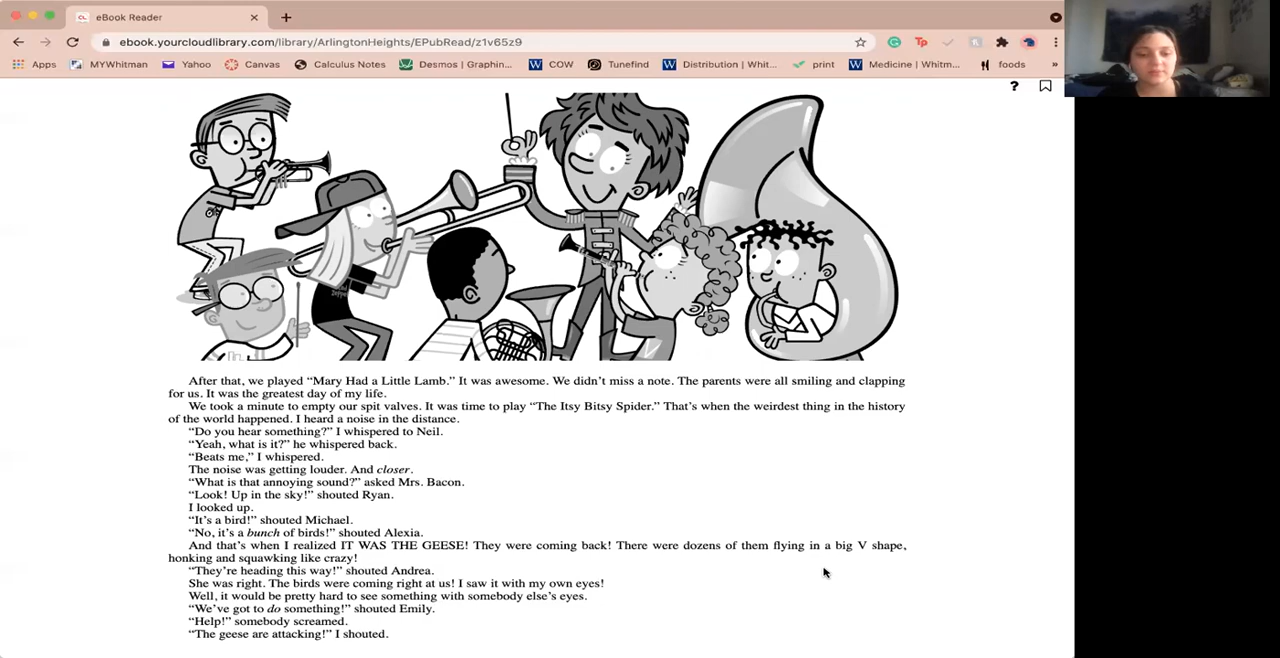 eBook Reader
ebook.yourcloudlibrary.com/library/ArlingtonHeights/EPubRead/z1v65z9
Apps MYWhitman Yahoo Canvas Calculus Notes Desmos | Graphin... COW Tunefind Distribution | Whit... print Medicine | Whitm... foods »
?
After that, we played “Mary Had a Little Lamb.” It was awesome. We didn’t miss a note. The parents were all smiling and clapping
for us. It was the greatest day of my life.
We took a minute to empty our spit valves. It was time to play “The Itsy Bitsy Spider.” That’s when the weirdest thing in the history
of the world happened. I heard a noise in the distance.
“Do you hear something?” I whispered to Neil.
“Yeah, what is it?” he whispered back.
“Beats me,” I whispered.
The noise was getting louder. And closer.
“What is that annoying sound?” asked Mrs. Bacon.
“Look! Up in the sky!” shouted Ryan.
I looked up.
“It’s a bird!” shouted Michael.
“No, it’s a bunch of birds!” shouted Alexia.
And that’s when I realized IT WAS THE GEESE! They were coming back! There were dozens of them flying in a big V shape,
honking and squawking like crazy!
“They’re heading this way!” shouted Andrea.
She was right. The birds were coming right at us! I saw it with my own eyes!
Well, it would be pretty hard to see something with somebody else’s eyes.
“We’ve got to do something!” shouted Emily.
“Help!” somebody screamed.
“The geese are attacking!” I shouted.